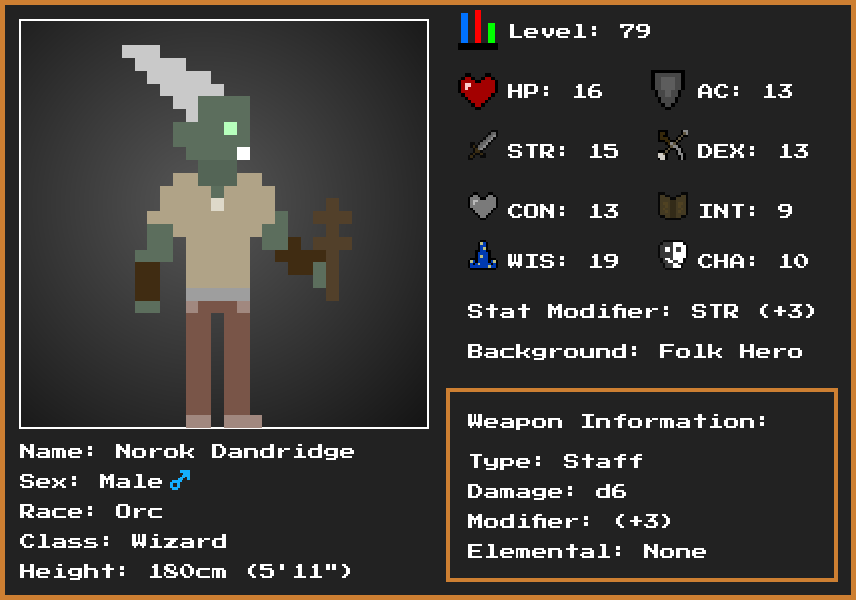 Level: 79
HP: 16 AC: 13
STR: 15 DEX: 13
CON: 13 INT: 9
WIS: 19 CHA: 10
Stat Modifier: STR (+3)
Background: Folk Hero
Weapon Information:
Type: Staff
Damage: d6
Modifier: (+3)
Elemental: None
Name: Norok Dandridge
Sex: Male ♂
Race: Orc
Class: Wizard
Height: 180cm (5'11")